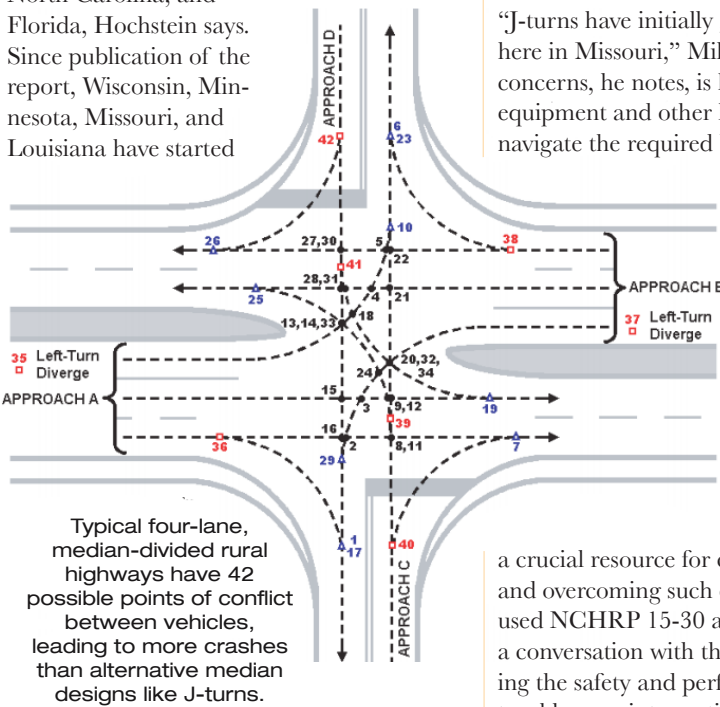 North Carolina, and
Florida, Hochstein says.
Since publication of the
report, Wisconsin, Min-
nesota, Missouri, and
Louisiana have started
"J-turns have initially
here in Missouri," Mil
concerns, he notes, is
equipment and other
navigate the required
APPROACH D
42
6
23
10
26
27,30
5
22
38
41
28,31
4
21
25
APPROACH B
13,14,33
18
37 Left-Turn
Diverge
35 Left-Turn
Diverge
20,32,
34
24
APPROACH A
15
3
9,12
19
39
16
2
8,11
36
29
7
1
17
40
APPROACH C
Typical four-lane,
median-divided rural
highways have 42
possible points of conflict
between vehicles,
leading to more crashes
than alternative median
designs like J-turns.
a crucial resource for
and overcoming such
used NCHRP 15-30 a
a conversation with th
ing the safety and perf